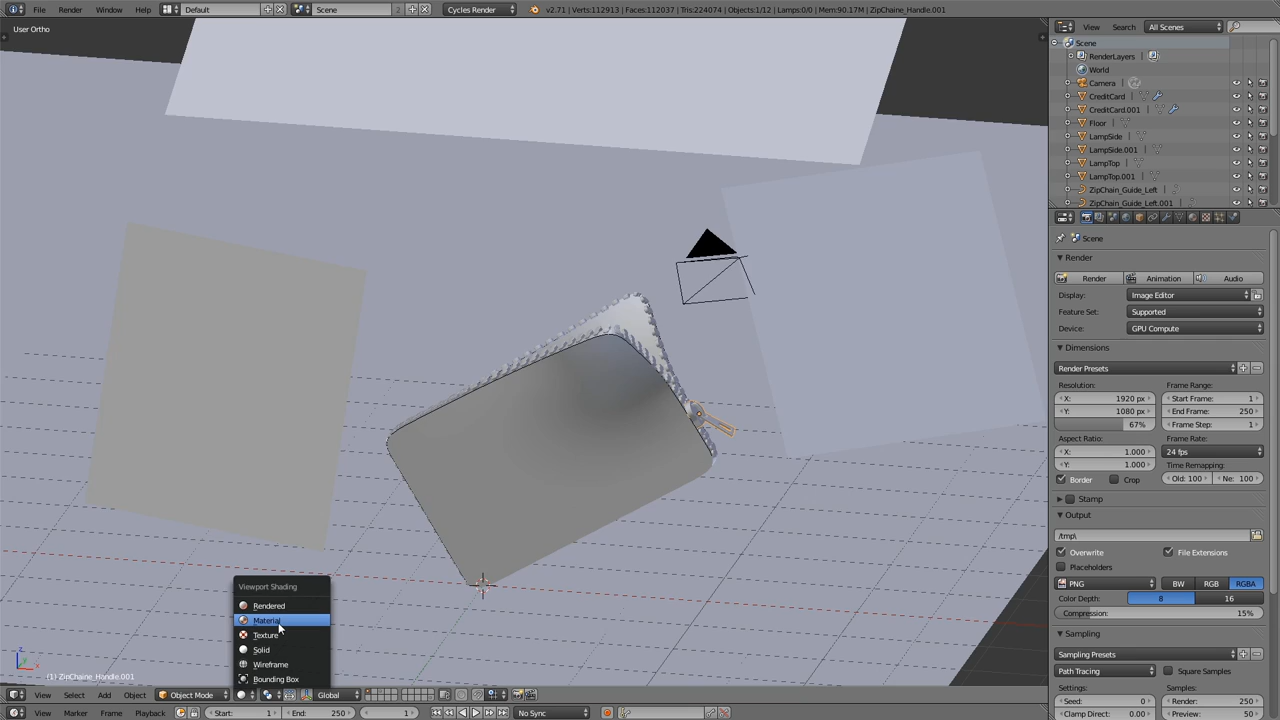 File Render Window Help Default Scene 2 Cycles Render v2.71 | Verts:112913 | Faces:112037 | Tris:224074 | Objects:1/12 | Lamps:0/0 | Mem:90.17M | ZipChaine_Handle.001
User Ortho
View Search All Scenes
Scene
RenderLayers |
World
Camera |
CreditCard |
CreditCard.001 |
Floor |
LampSide |
LampSide.001 |
LampTop |
LampTop.001 |
ZipChain_Guide_Left |
ZipChain_Guide_Left.001 |
Scene
Render
Render Animation Audio
Display: Image Editor
Feature Set: Supported
Device: GPU Compute
Dimensions
Render Presets
Resolution: Frame Range:
X: 1920 px Start Frame: 1
Y: 1080 px End Frame: 250
67% Frame Step: 1
Aspect Ratio: Frame Rate:
X: 1.000 24 fps
Y: 1.000 Time Remapping:
Border Crop Old: 100 Ne: 100
Stamp
Output
/tmp\
Overwrite File Extensions
Placeholders
PNG BW RGB RGBA
Color Depth: 8 16
Compression: 15%
Sampling
Sampling Presets
Path Tracing Square Samples
Settings: Samples:
Seed: 0 Render: 250
Clamp Direct: 0.00 Preview: 50
Viewport Shading
Rendered
Material
Texture
Solid
Wireframe
Bounding Box
z
y
x
(1) ZipChaine_Handle.001
View Select Add Object Object Mode Global
View Marker Frame Playback Start: 1 End: 250 1 No Sync